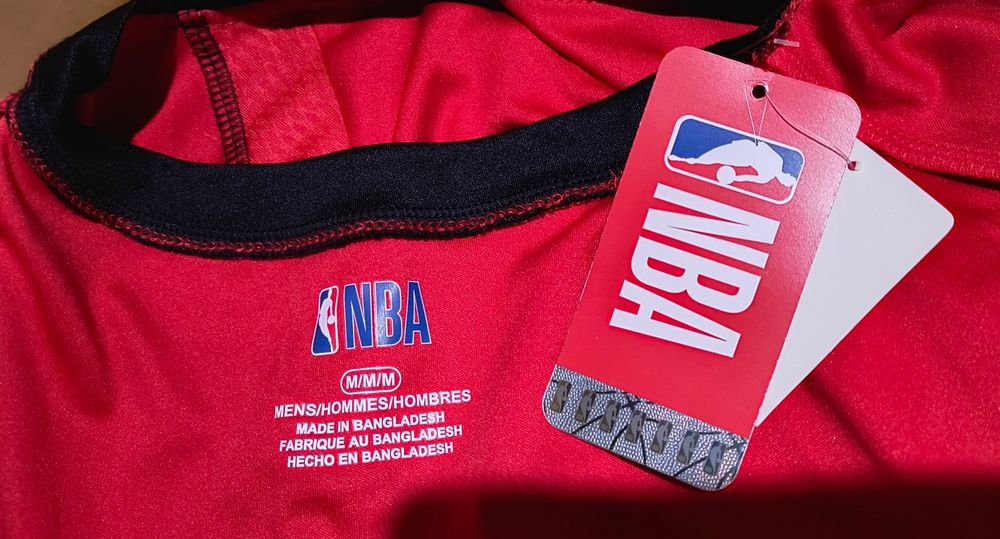 NBA
M/M/M
MENS/HOMMES/HOMBRES
MADE IN BANGLADESH
FABRIQUE AU BANGLADESH
HECHO EN BANGLADESH
NBA